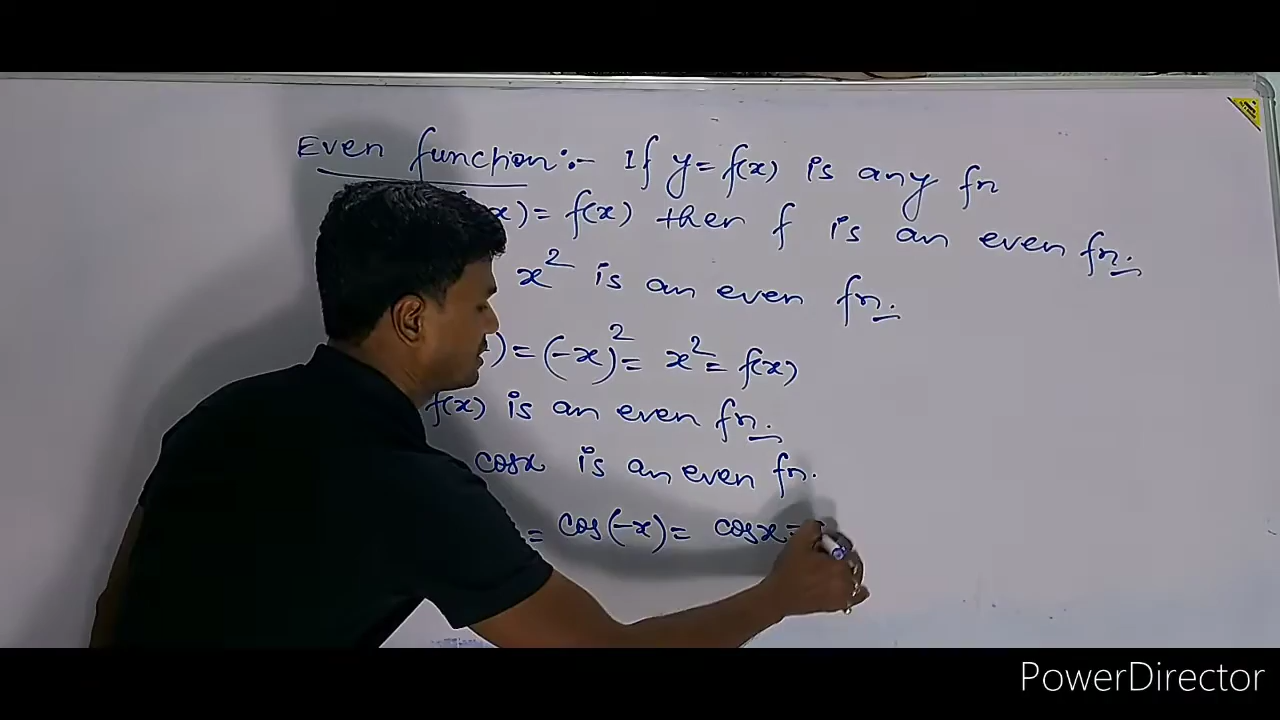 Even function:- If y = f(x) is any fn
x) = f(x) then f is an even fn.
x² is an even fn.
) = (-x)² = x² = f(x)
f(x) is an even fn.
cosx is an even fn.
= cos(-x) = cosx =
PowerDirector